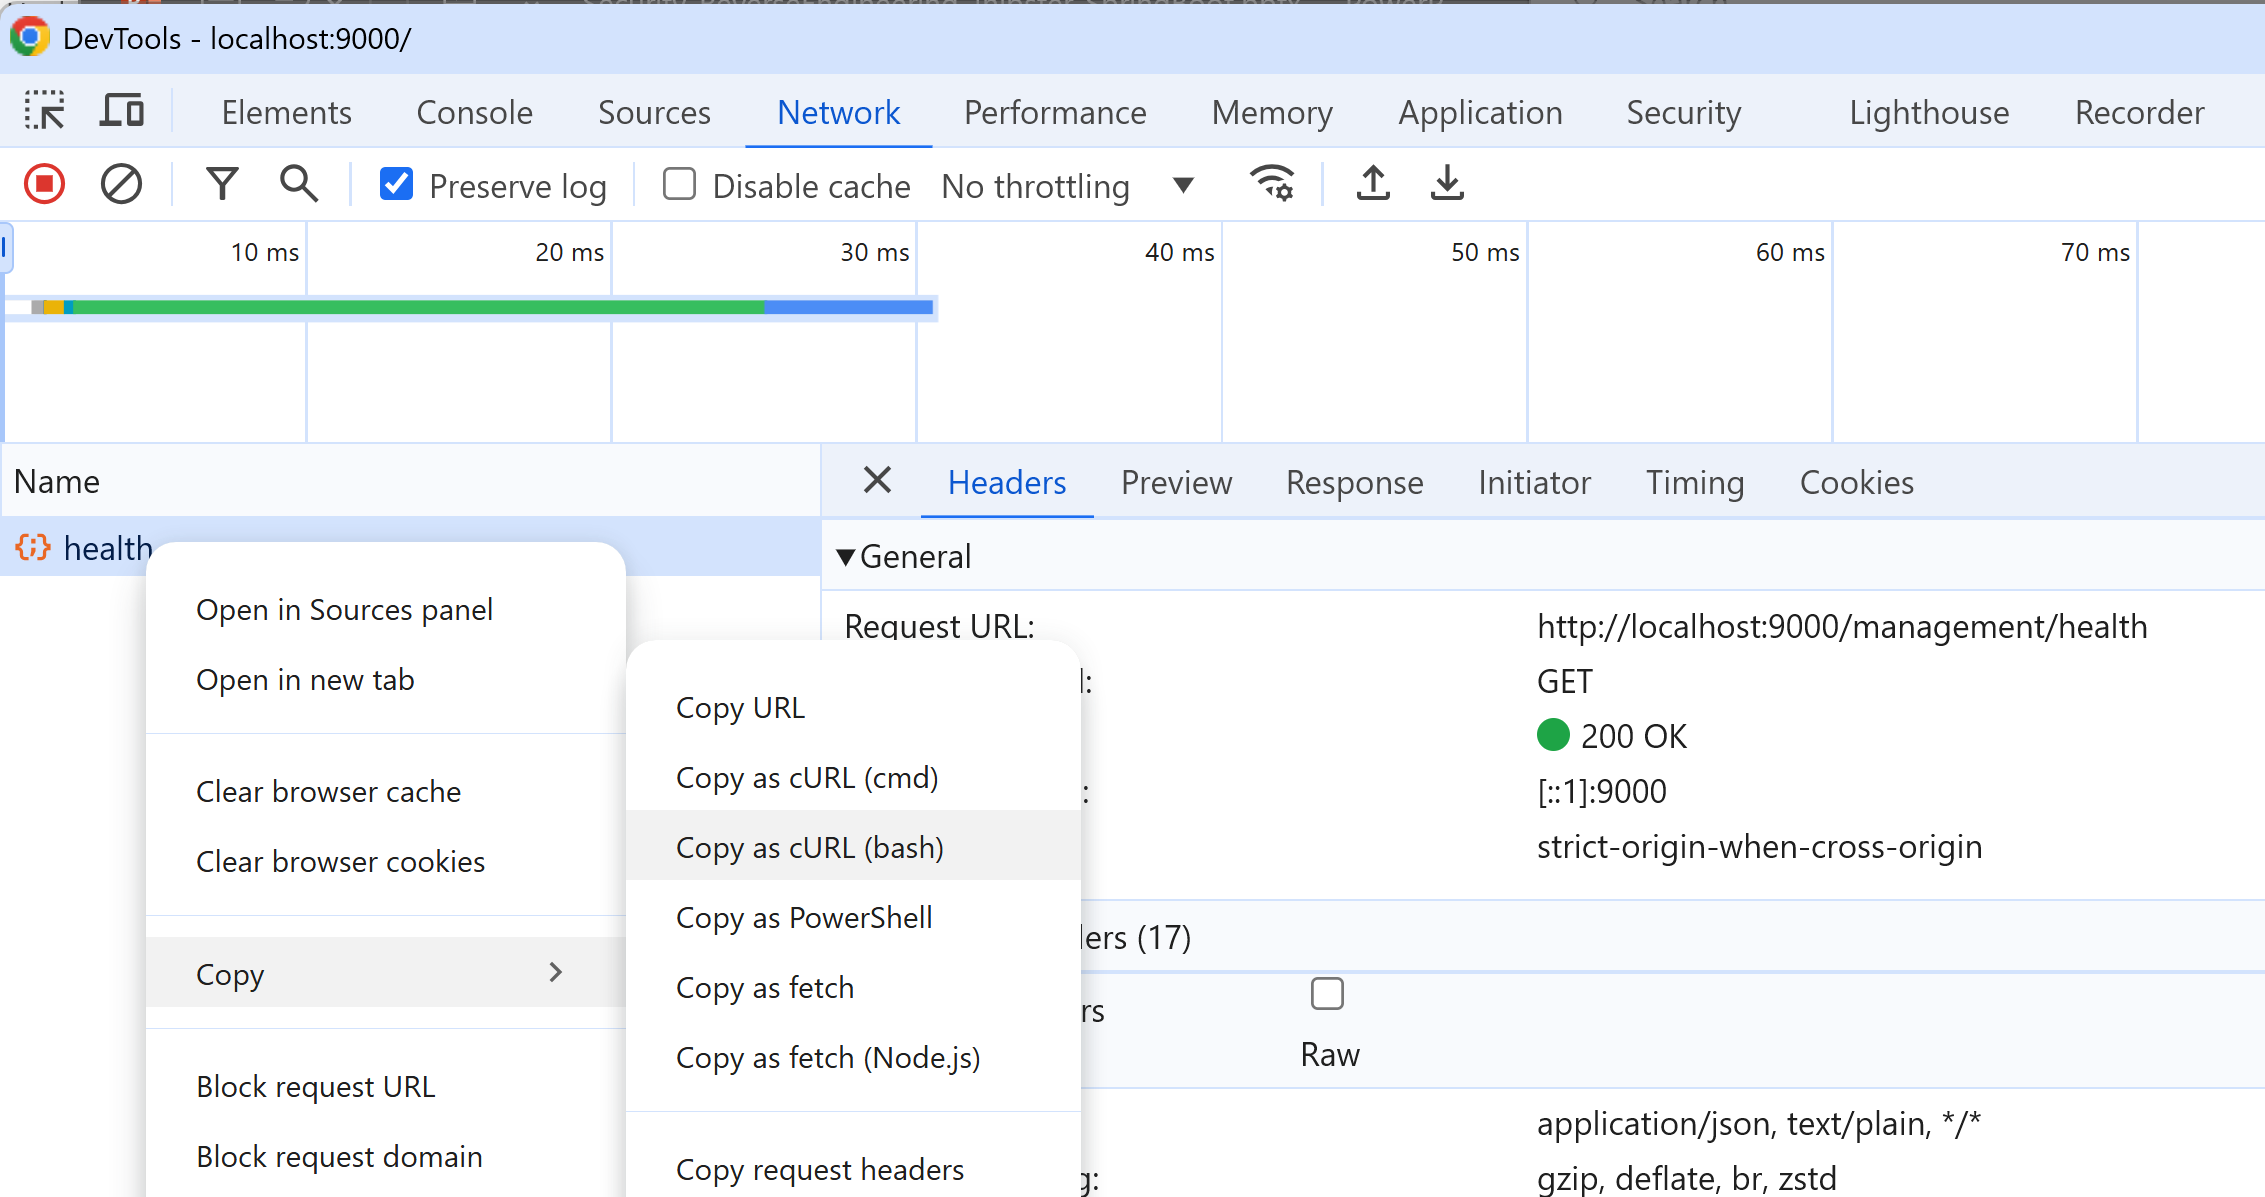 DevTools - localhost:9000/
Elements Console Sources Network Performance Memory Application Security Lighthouse Recorder
Preserve log Disable cache No throttling
10 ms 20 ms 30 ms 40 ms 50 ms 60 ms 70 ms
Name
Headers Preview Response Initiator Timing Cookies
{;} health
General
Open in Sources panel
Open in new tab
Clear browser cache
Clear browser cookies
Copy
Block request URL
Block request domain
Copy URL
Copy as cURL (cmd)
Copy as cURL (bash)
Copy as PowerShell
Copy as fetch
Copy as fetch (Node.js)
Copy request headers
Request URL: http://localhost:9000/management/health
GET
200 OK
[::1]:9000
strict-origin-when-cross-origin
ers (17)
rs
Raw
application/json, text/plain, */*
gzip, deflate, br, zstd